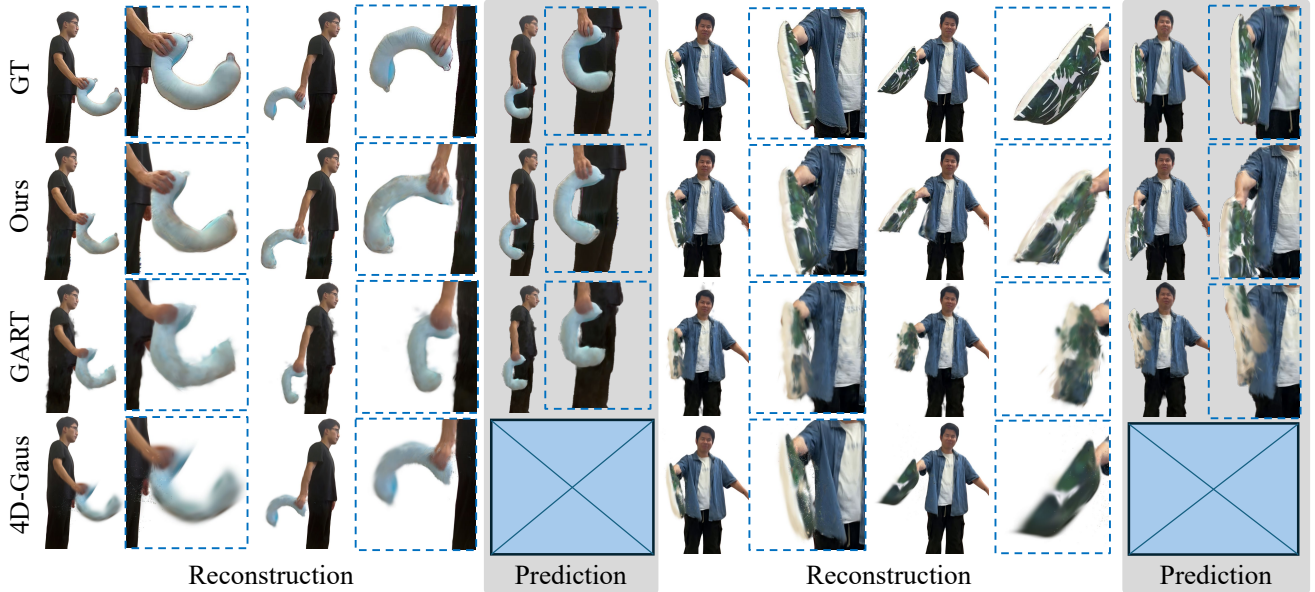 GT
Ours
GART
4D-Gaus
Reconstruction
Prediction
Reconstruction
Prediction